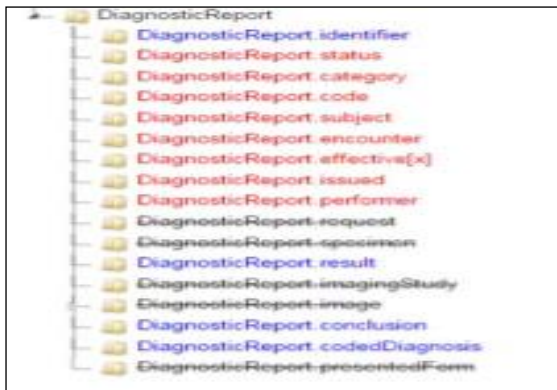 DiagnosticReport
DiagnosticReport.identifier
DiagnosticReport.status
DiagnosticReport.category
DiagnosticReport.code
DiagnosticReport.subject
DiagnosticReport.encounter
DiagnosticReport.effective[x]
DiagnosticReport.issued
DiagnosticReport.performer
DiagnosticReport.request
DiagnosticReport.specimen
DiagnosticReport.result
DiagnosticReport.imagingStudy
DiagnosticReport.image
DiagnosticReport.conclusion
DiagnosticReport.codedDiagnosis
DiagnosticReport.presentedForm